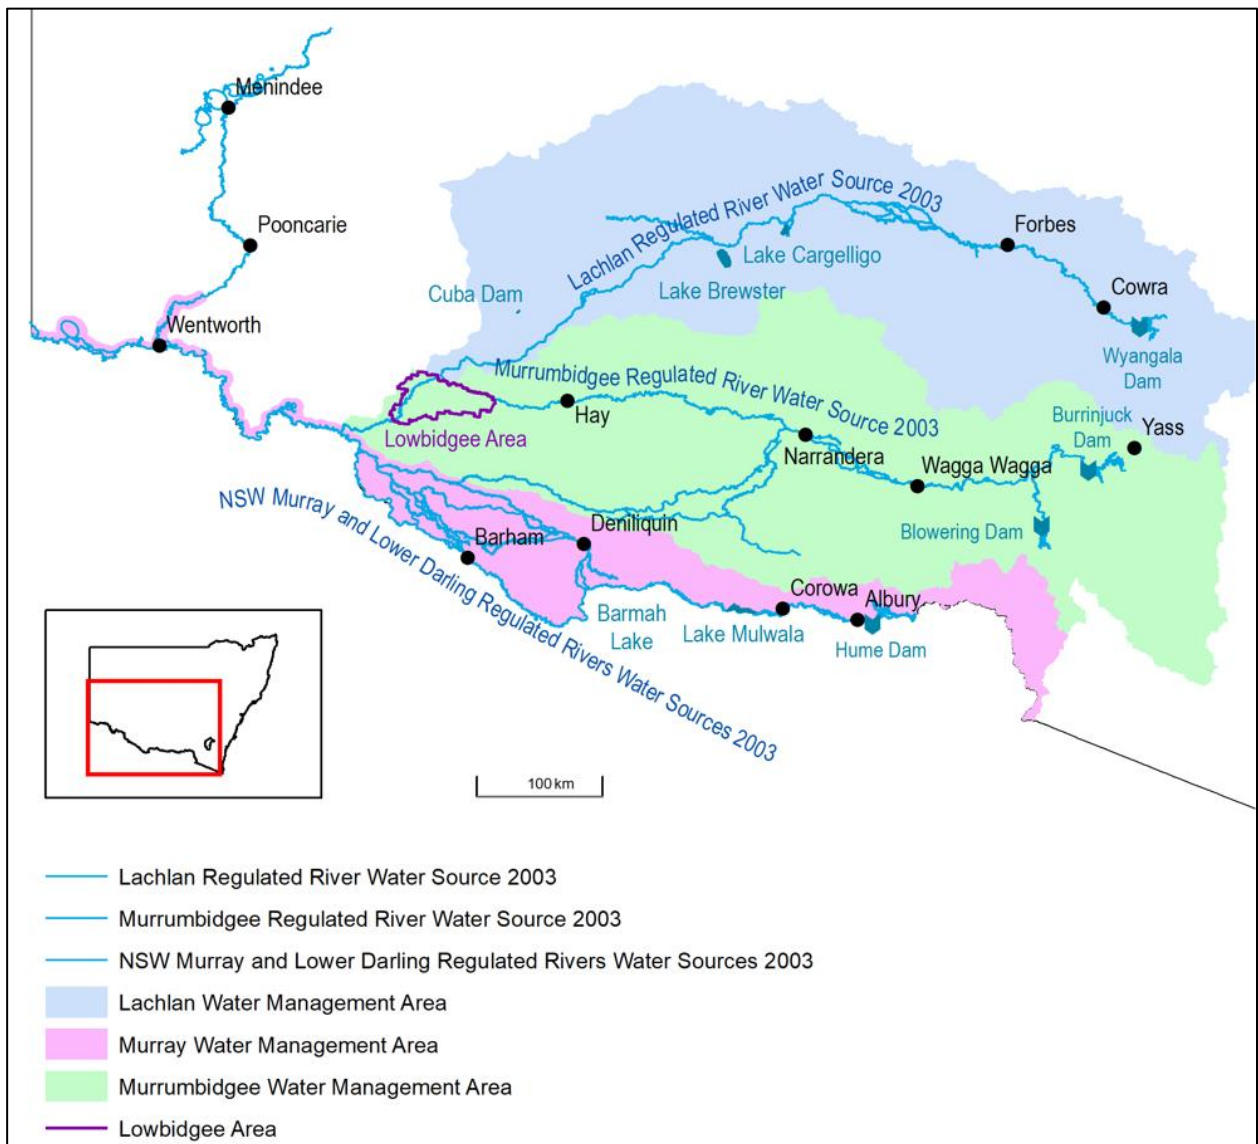 Menindee
Pooncarie
Wentworth
Lachlan Regulated River Water Source 2003
Forbes
Lake Cargelligo
Cuba Dam
Lake Brewster
Cowra
Wyangala
Dam
Murrumbidgee Regulated River Water Source 2003
Hay
Lowbidgee Area
Burrinjuck
Dam
Yass
Narrandera
Wagga Wagga
NSW Murray and Lower Darling Regulated Rivers Water Sources 2003
Barham
Deniliquin
Blowering Dam
Corowa
Albury
Barmah
Lake
Lake Mulwala
Hume Dam
100 km
Lachlan Regulated River Water Source 2003
Murrumbidgee Regulated River Water Source 2003
NSW Murray and Lower Darling Regulated Rivers Water Sources 2003
Lachlan Water Management Area
Murray Water Management Area
Murrumbidgee Water Management Area
Lowbidgee Area